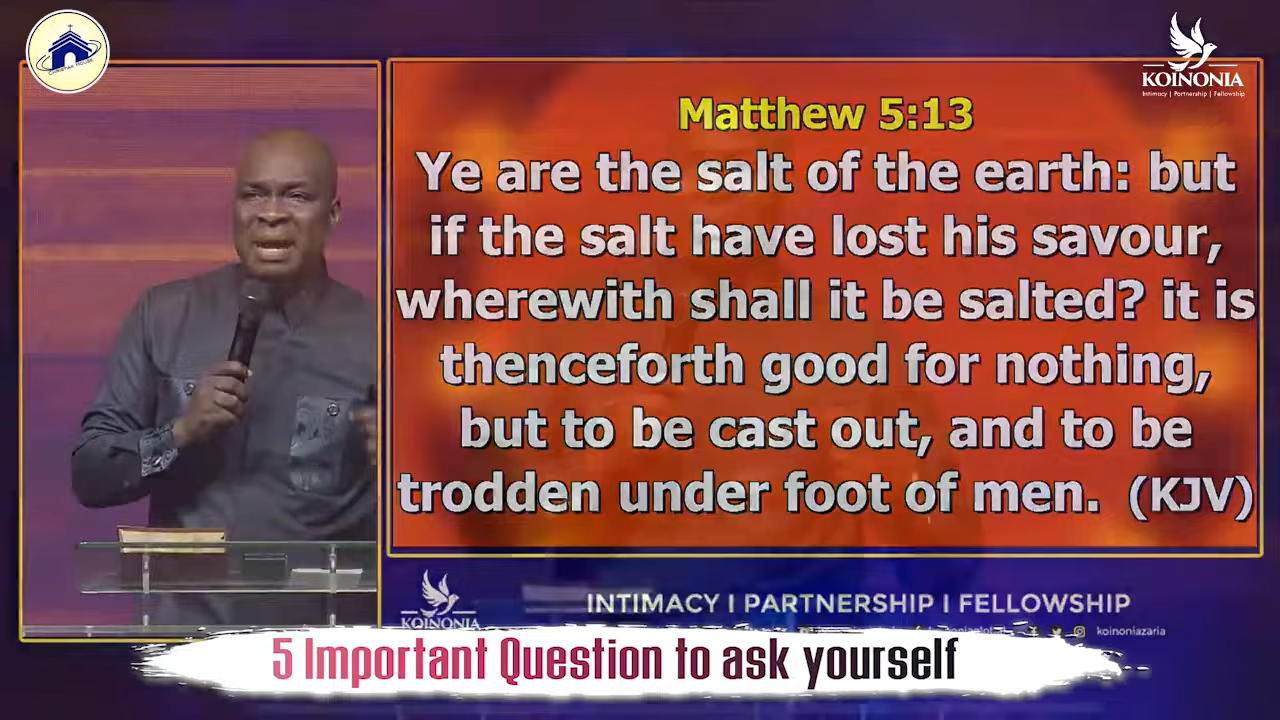 CHRISTIAN HOUSE
KOINONIA
Intimacy | Partnership | Fellowship
Matthew 5:13
Ye are the salt of the earth: but
if the salt have lost his savour,
wherewith shall it be salted? it is
thenceforth good for nothing,
but to be cast out, and to be
trodden under foot of men. (KJV)
KOINONIA
INTIMACY I PARTNERSHIP I FELLOWSHIP
koinoniazaria
5 Important Question to ask yourself